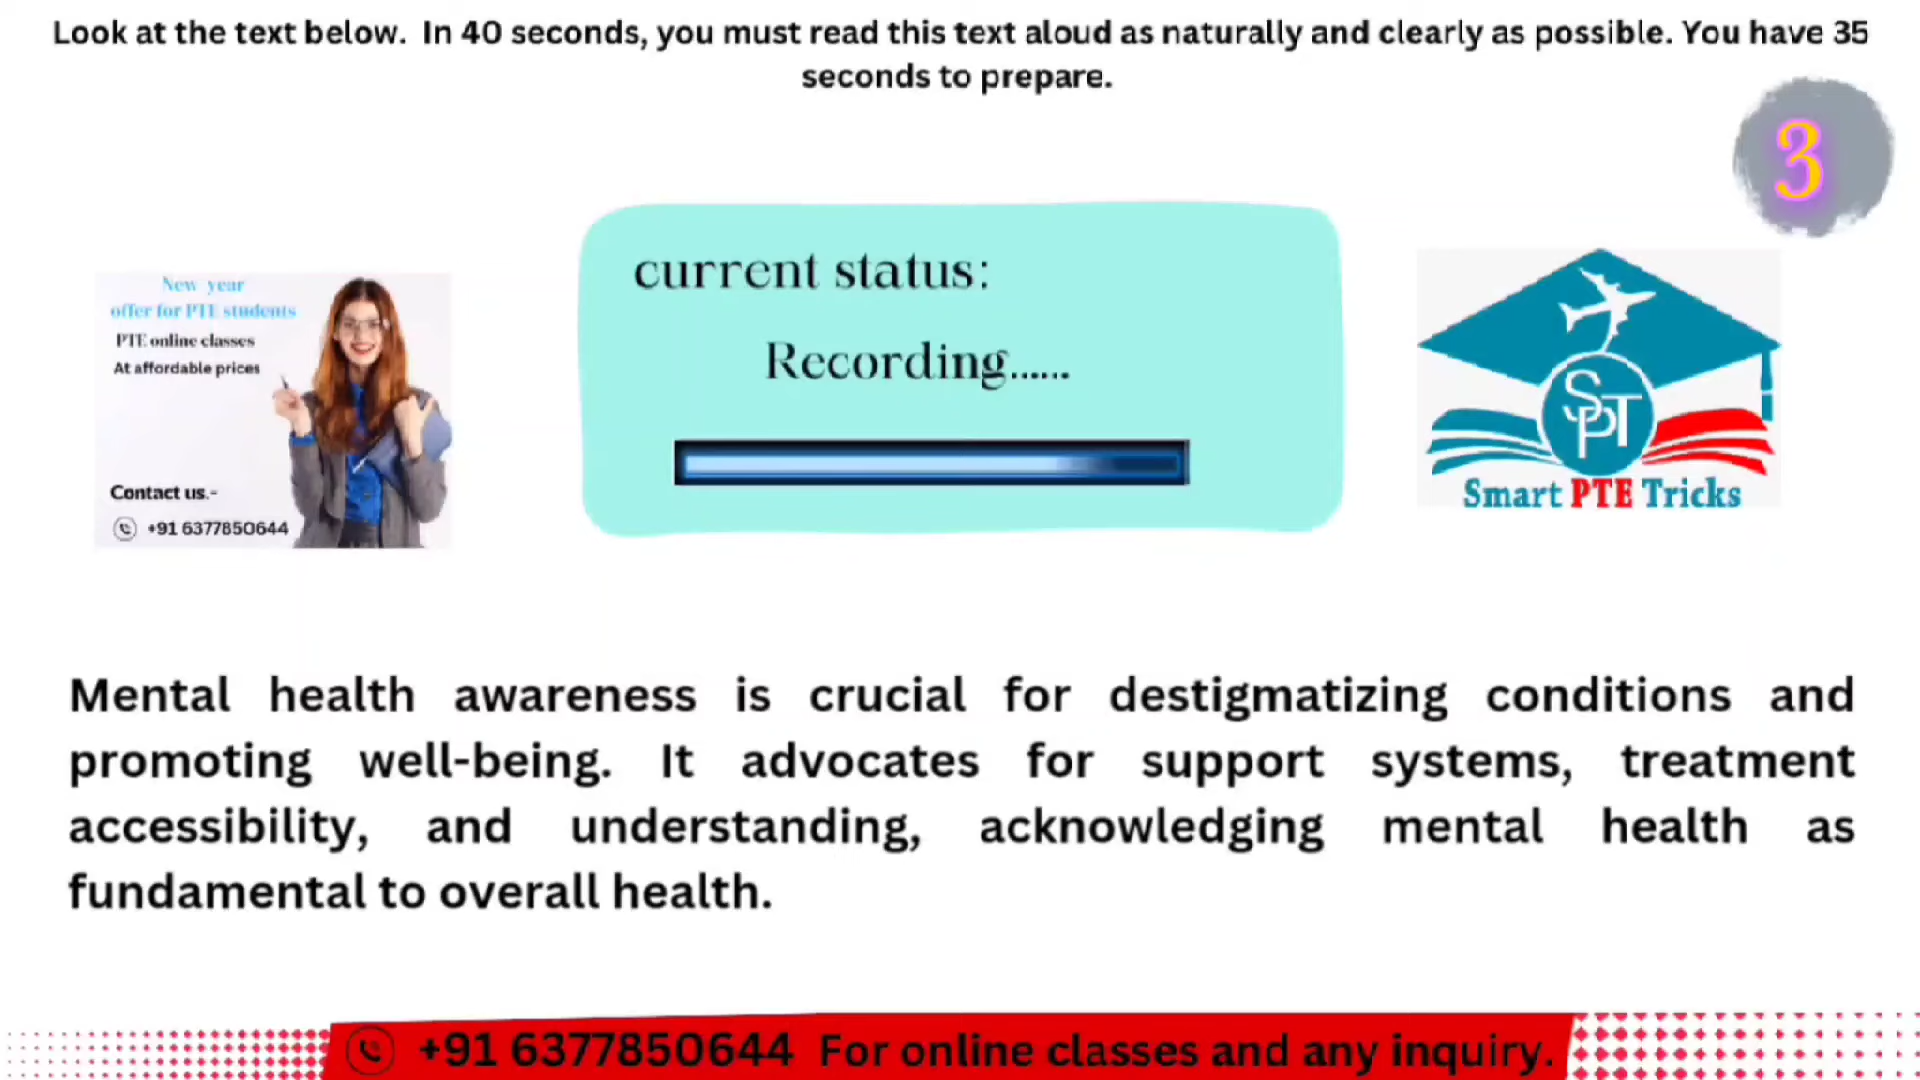 Look at the text below. In 40 seconds, you must read this text aloud as naturally and clearly as possible. You have 35
seconds to prepare.
3
New year
offer for PTE students
PTE online classes
At affordable prices
Contact us.-
+91 6377850644
current status:
Recording......
SPT
Smart PTE Tricks
Mental health awareness is crucial for destigmatizing conditions and
promoting well-being. It advocates for support systems, treatment
accessibility, and understanding, acknowledging mental health as
fundamental to overall health.
+91 6377850644 For online classes and any inquiry.